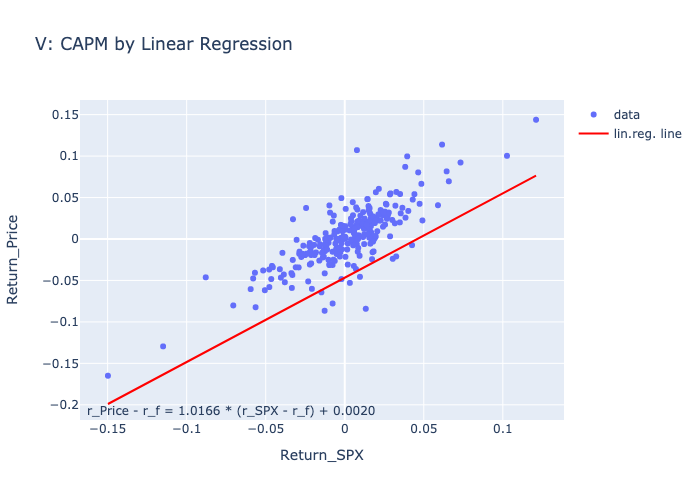 V: CAPM by Linear Regression
data
lin.reg. line
0.15
0.1
0.05
0
−0.05
−0.1
−0.15
−0.2
Return_Price
r_Price - r_f = 1.0166 * (r_SPX - r_f) + 0.0020
−0.15
−0.1
−0.05
0
0.05
0.1
Return_SPX